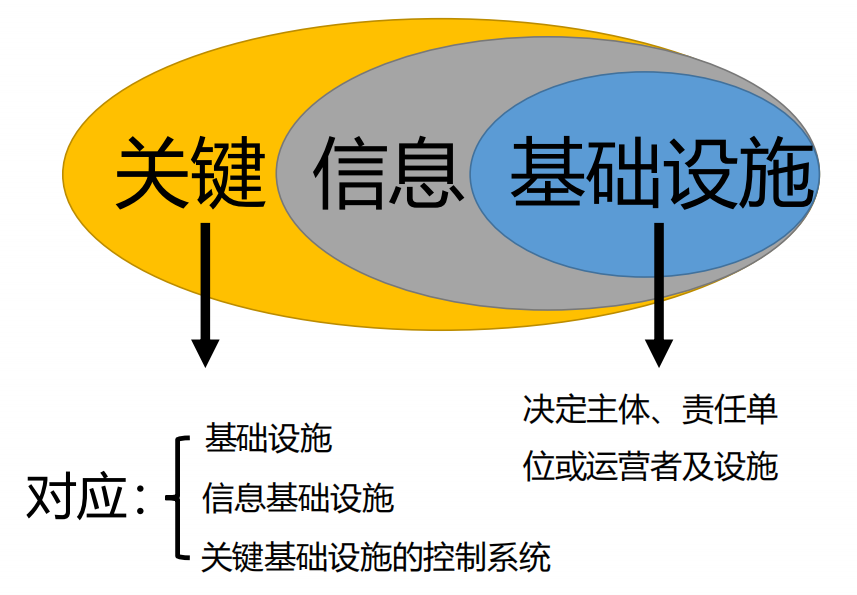 关键 信息 基础设施
决定主体、责任单
位或运营者及设施
对应：
基础设施
信息基础设施
关键基础设施的控制系统